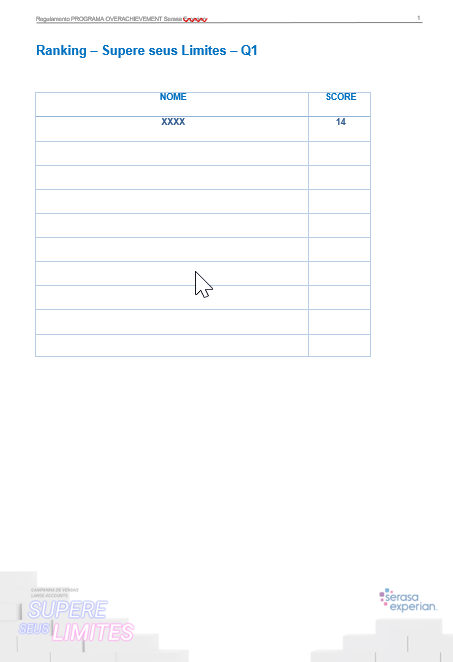 Regulamento PROGRAMA OVERACHIEVEMENT Serasa 1
Ranking – Supere seus Limites – Q1
NOME SCORE
XXXX 14
CAMPANHA DE VENDAS
LARGE ACCOUNTS
SUPERE
SEUS LIMITES
serasa
experian.